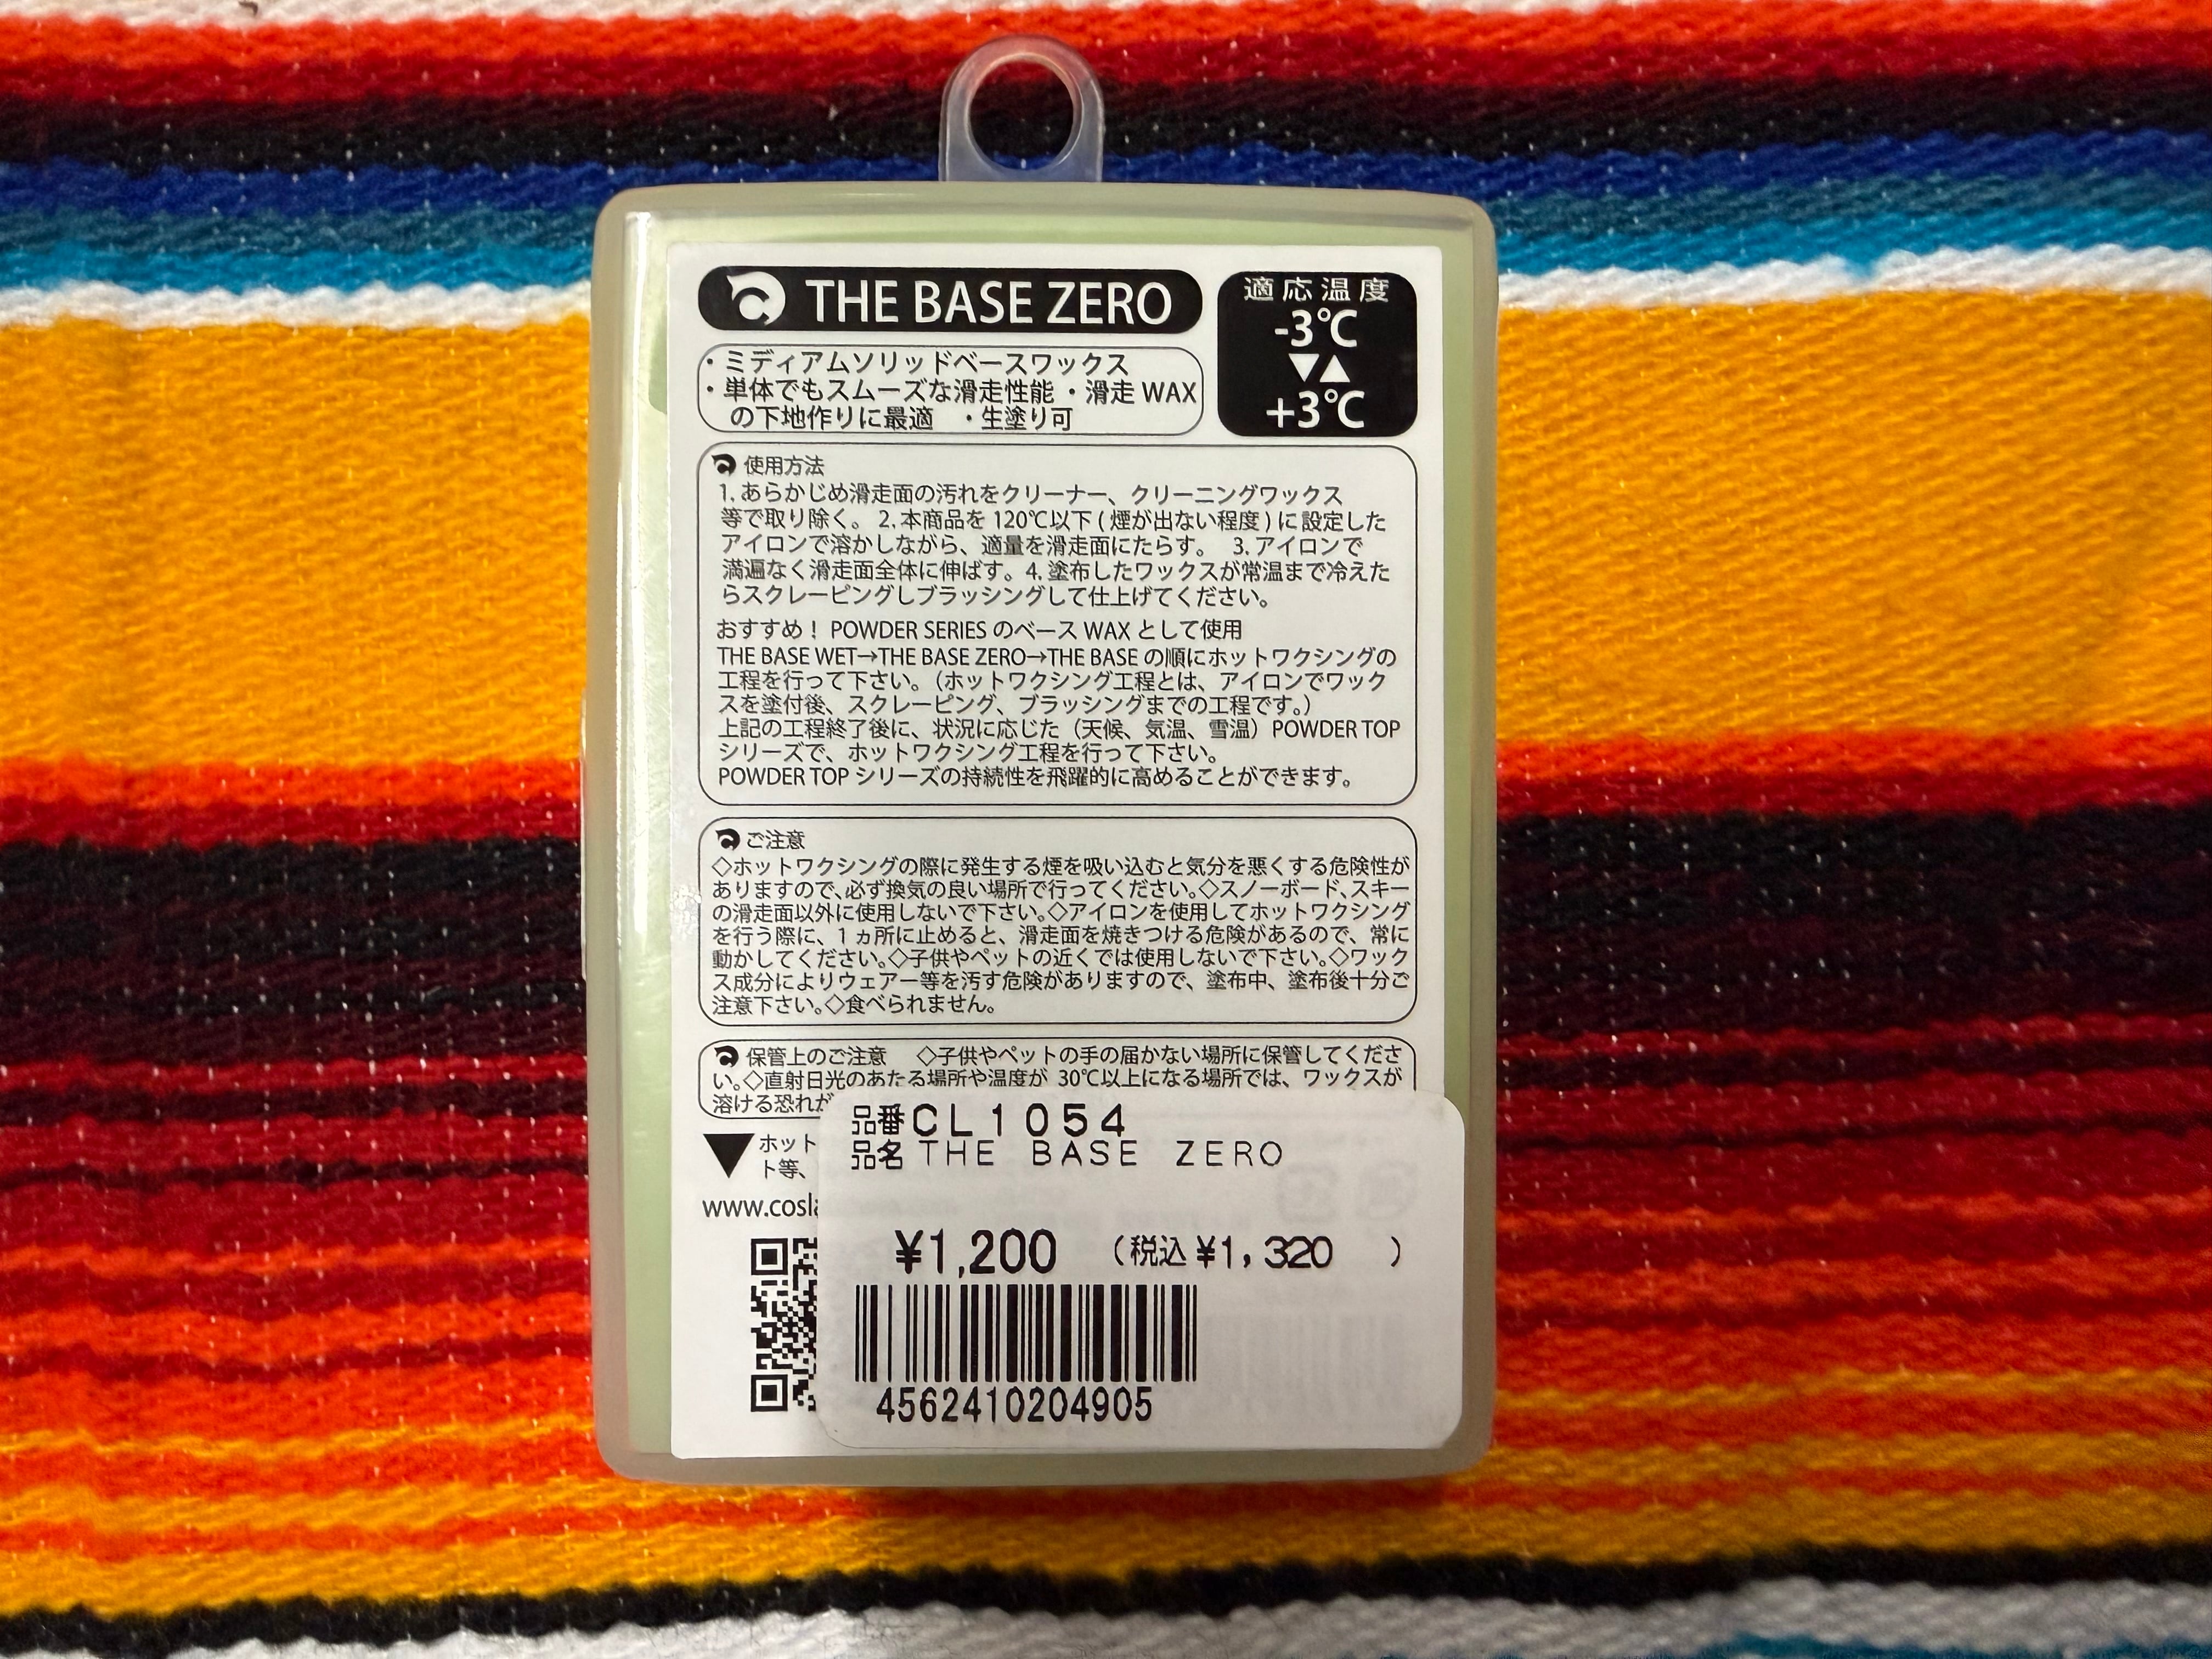 THE BASE ZERO
適応温度
-3℃
▼▲
+3℃
・ミディアムソリッドベースワックス
・単体でもスムーズな滑走性能 ・滑走 WAX
の下地作りに最適 ・生塗り可
使用方法
1. あらかじめ滑走面の汚れをクリーナー、クリーニングワックス
等で取り除く。 2. 本商品を 120℃以下 ( 煙が出ない程度 ) に設定した
アイロンで溶かしながら、適量を滑走面にたらす。 3. アイロンで
満遍なく滑走面全体に伸ばす。4. 塗布したワックスが常温まで冷えた
らスクレーピングしブラッシングして仕上げてください。
おすすめ！ POWDER SERIES のベース WAX として使用
THE BASE WET→THE BASE ZERO→THE BASE の順にホットワクシングの
工程を行って下さい。（ホットワクシング工程とは、アイロンでワック
スを塗付後、スクレーピング、ブラッシングまでの工程です。）
上記の工程終了後に、状況に応じた（天候、気温、雪温）POWDER TOP
シリーズで、ホットワクシング工程を行って下さい。
POWDER TOP シリーズの持続性を飛躍的に高めることができます。
ご注意
◇ホットワクシングの際に発生する煙を吸い込むと気分を悪くする危険性が
ありますので、必ず換気の良い場所で行ってください。◇スノーボード、スキー
の滑走面以外に使用しないで下さい。◇アイロンを使用してホットワクシング
を行う際に、1 ヵ所に止めると、滑走面を焼きつける危険があるので、常に
動かしてください。◇子供やペットの近くでは使用しないで下さい。◇ワック
ス成分によりウェアー等を汚す危険がありますので、塗布中、塗布後十分ご
注意下さい。◇食べられません。
保管上のご注意 ◇子供やペットの手の届かない場所に保管してくださ
い。◇直射日光のあたる場所や温度が 30℃以上になる場所では、ワックスが
溶ける恐れが
▼ ホット
ト等、
www.cosla
品番CL1054
品名THE BASE ZERO
¥1,200 (税込¥1,320 )
4562410204905